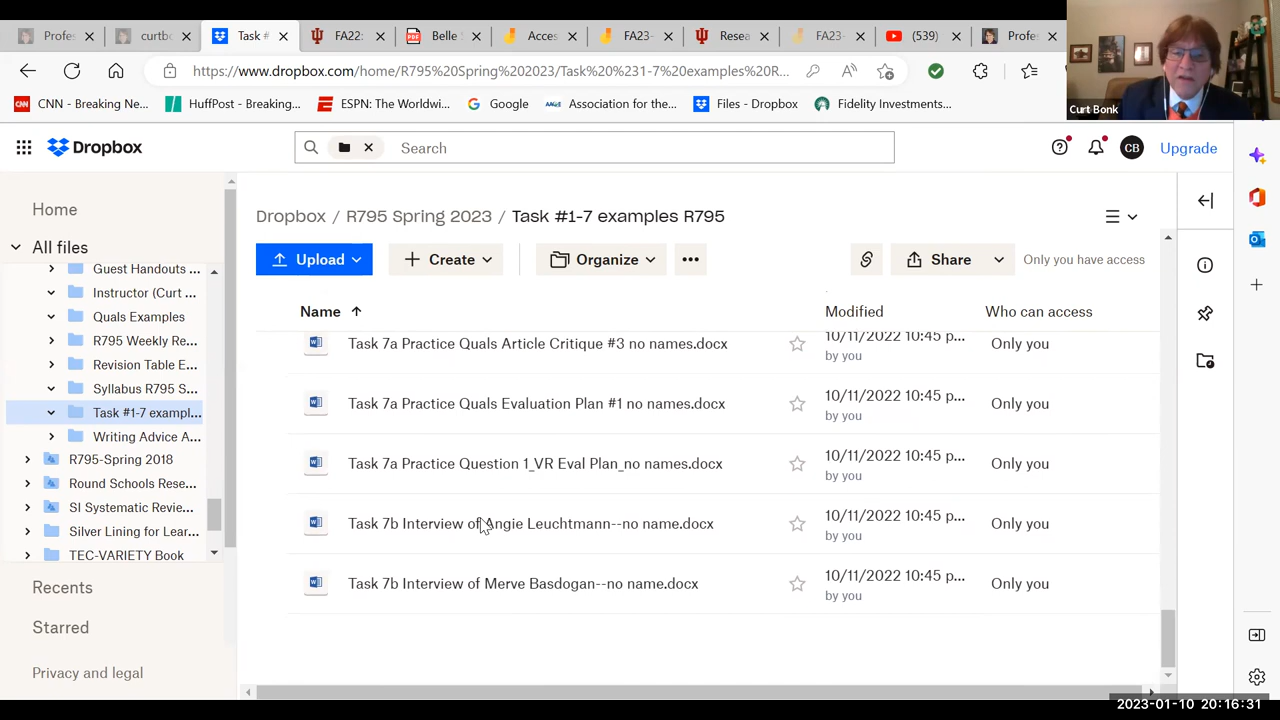 Profes
curtbo
Task #
FA22:
Belle
Acce
FA23-
Resea
FA23-
(539)
Profes
https://www.dropbox.com/home/R795%20Spring%202023/Task%20%231-7%20examples%20R...
CNN - Breaking Ne...
HuffPost - Breaking...
ESPN: The Worldwi...
Google
Association for the...
Files - Dropbox
Fidelity Investments...
Curt Bonk
Dropbox
Search
CB
Upgrade
Home
All files
Guest Handouts ...
Instructor (Curt ...
Quals Examples
R795 Weekly Re...
Revision Table E...
Syllabus R795 S...
Task #1-7 exampl...
Writing Advice A...
R795-Spring 2018
Round Schools Rese...
SI Systematic Revie...
Silver Lining for Lear...
TEC-VARIETY Book
Recents
Starred
Privacy and legal
Dropbox / R795 Spring 2023 / Task #1-7 examples R795
Upload
Create
Organize
Share
Only you have access
Name
Modified
Who can access
Task 7a Practice Quals Article Critique #3 no names.docx
10/11/2022 10:45 p...
by you
Only you
Task 7a Practice Quals Evaluation Plan #1 no names.docx
10/11/2022 10:45 p...
by you
Only you
Task 7a Practice Question 1_VR Eval Plan_no names.docx
10/11/2022 10:45 p...
by you
Only you
Task 7b Interview of Angie Leuchtmann--no name.docx
10/11/2022 10:45 p...
by you
Only you
Task 7b Interview of Merve Basdogan--no name.docx
10/11/2022 10:45 p...
by you
Only you
2023-01-10 20:16:31